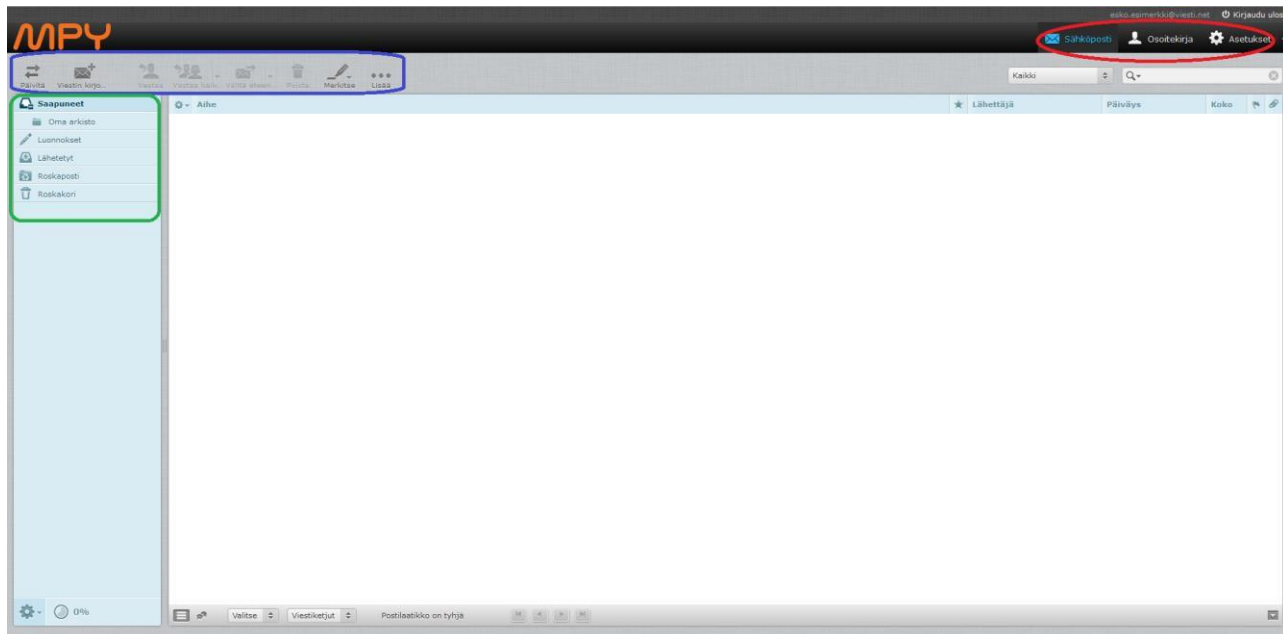 esko.esimerkki@viesti.net Kirjaudu ulos
MPY
Sähköposti Osoitekirja Asetukset
Päivitä Viestin kirjo... Vastaa Vastaa kaik... Välitä eteen... Poista Merkitse Lisää
Kaikki
Saapuneet
Oma arkisto
Luonnokset
Lähetetyt
Roskaposti
Roskakori
Aihe Lähettäjä Päiväys Koko
0% Valitse Viestiketjut Postilaatikko on tyhjä